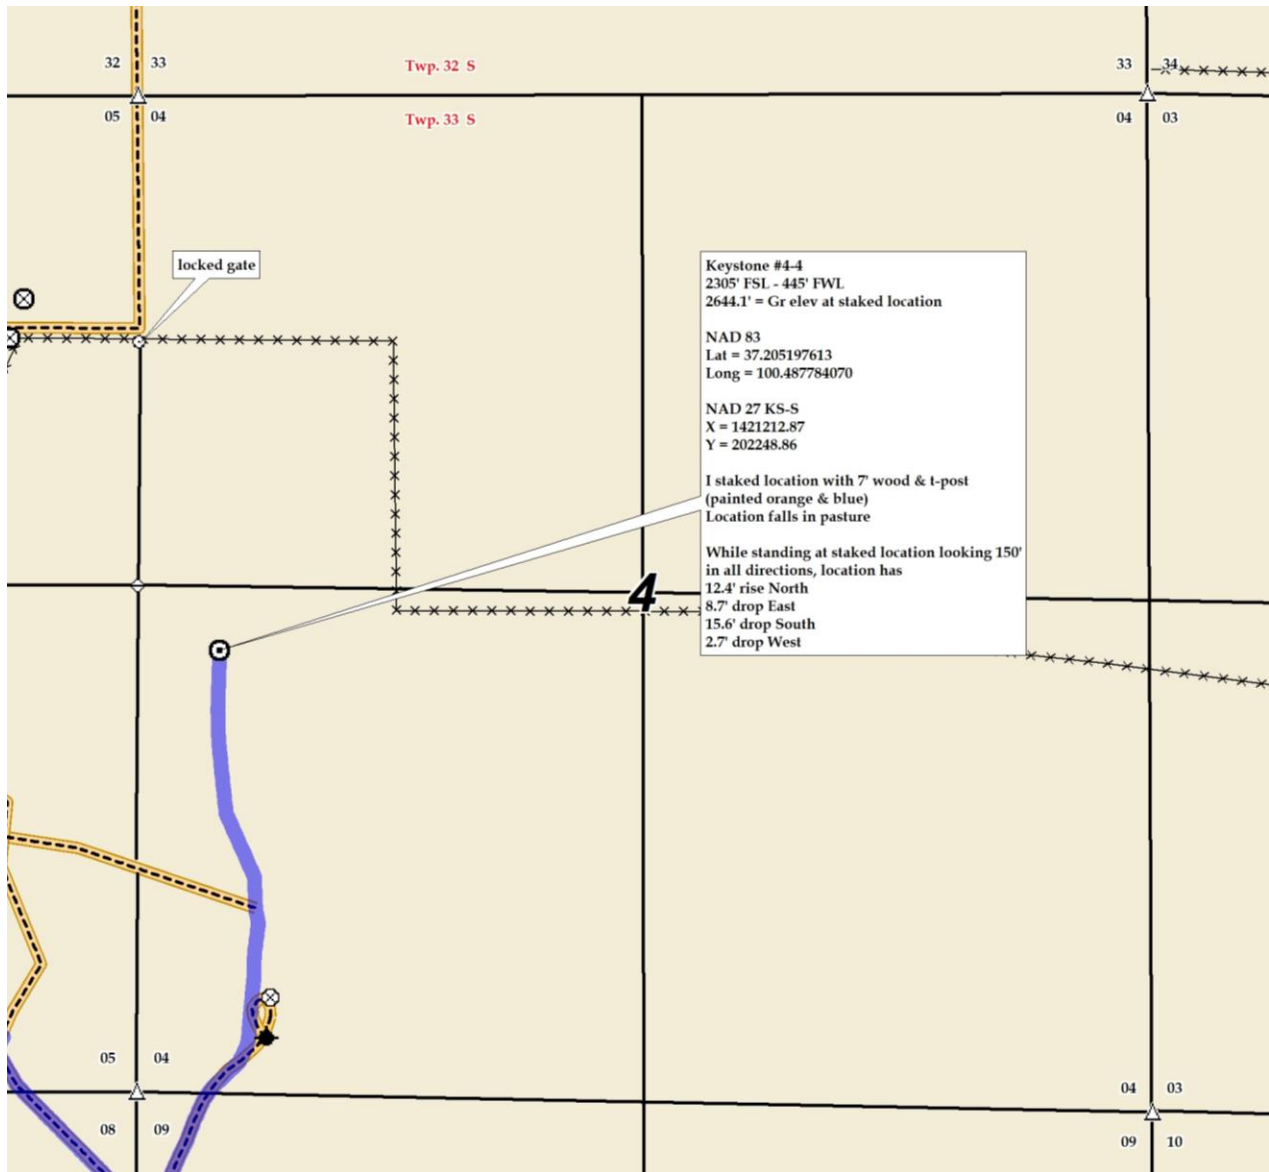 32 33
Twp. 32 S
33 34
05 04
Twp. 33 S
04 03
locked gate
Keystone #4-4
2305' FSL - 445' FWL
2644.1' = Gr elev at staked location
NAD 83
Lat = 37.205197613
Long = 100.487784070
NAD 27 KS-S
X = 1421212.87
Y = 202248.86
I staked location with 7' wood & t-post
(painted orange & blue)
Location falls in pasture
While standing at staked location looking 150'
in all directions, location has
12.4' rise North
8.7' drop East
15.6' drop South
2.7' drop West
4
05 04
04 03
08 09
09 10